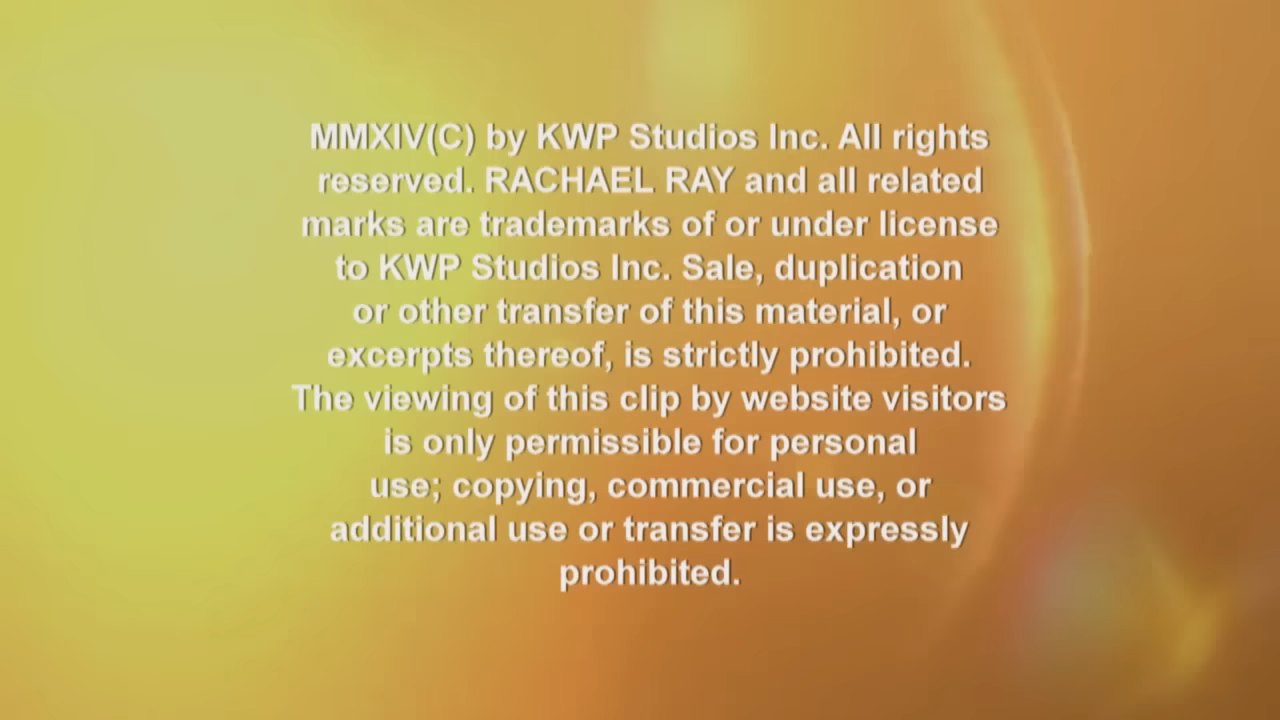 MMXIV(C) by KWP Studios Inc. All rights
reserved. RACHAEL RAY and all related
marks are trademarks of or under license
to KWP Studios Inc. Sale, duplication
or other transfer of this material, or
excerpts thereof, is strictly prohibited.
The viewing of this clip by website visitors
is only permissible for personal
use; copying, commercial use, or
additional use or transfer is expressly
prohibited.